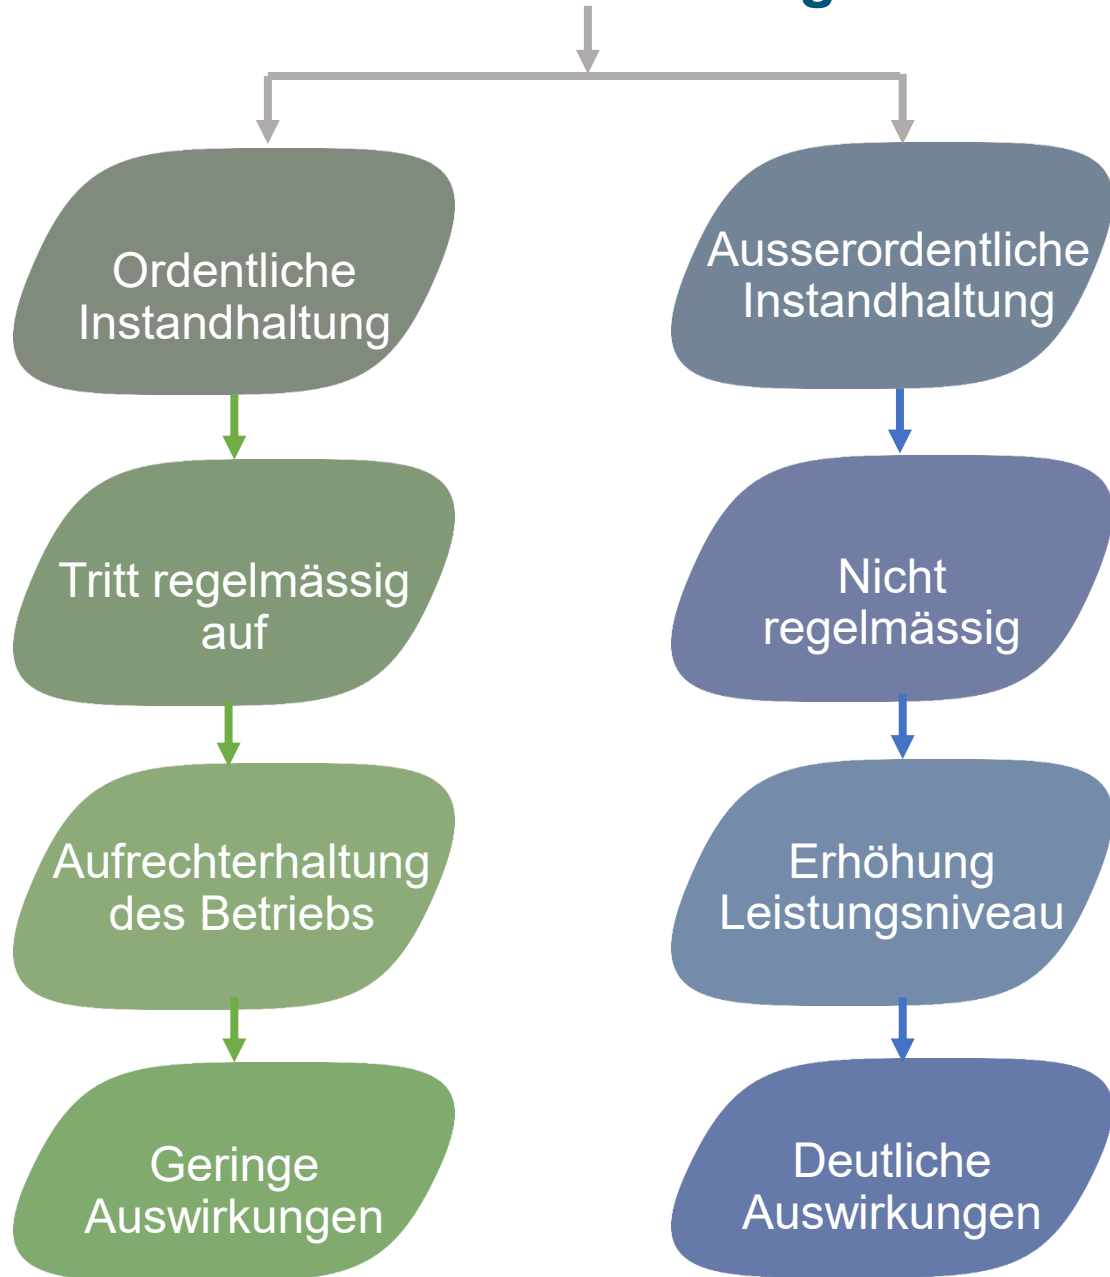 Ordentliche
Instandhaltung
Tritt regelmässig
auf
Aufrechterhaltung
des Betriebs
Geringe
Auswirkungen
Ausserordentliche
Instandhaltung
Nicht
regelmässig
Erhöhung
Leistungsniveau
Deutliche
Auswirkungen